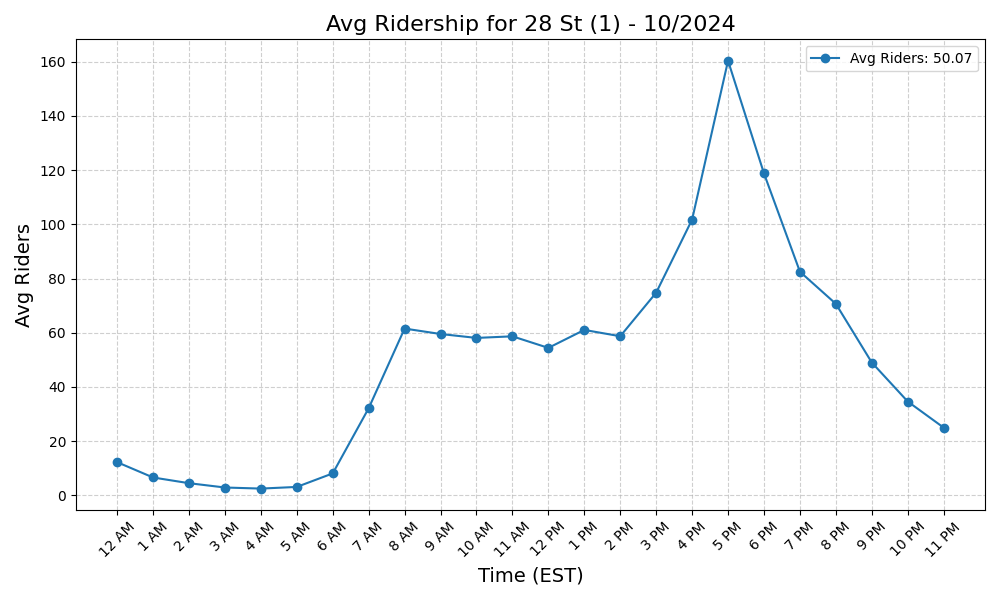 Avg Ridership for 28 St (1) - 10/2024
Avg Riders: 50.07
Avg Riders
160
140
120
100
80
60
40
20
0
12 AM
1 AM
2 AM
3 AM
4 AM
5 AM
6 AM
7 AM
8 AM
9 AM
10 AM
11 AM
12 PM
1 PM
2 PM
3 PM
4 PM
5 PM
6 PM
7 PM
8 PM
9 PM
10 PM
11 PM
Time (EST)